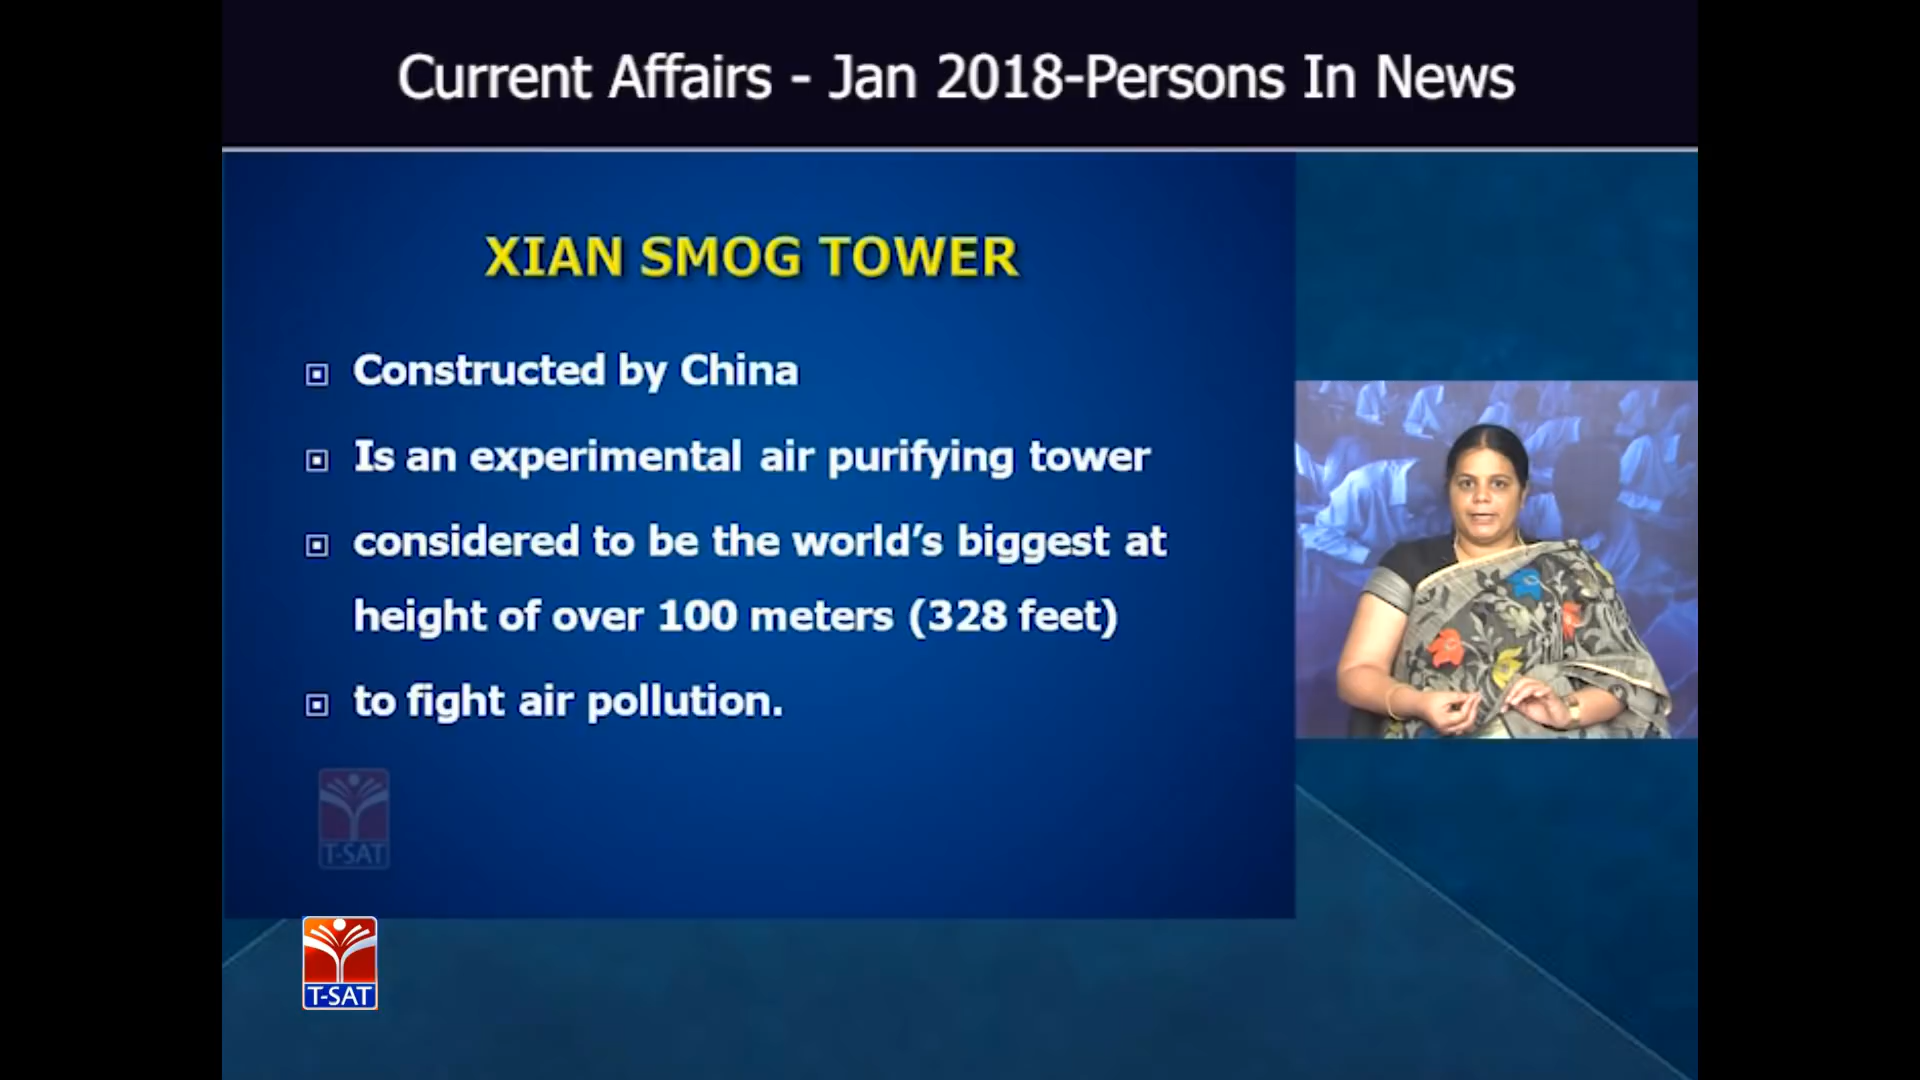 Current Affairs - Jan 2018-Persons In News
XIAN SMOG TOWER
Constructed by China
Is an experimental air purifying tower
considered to be the world’s biggest at
height of over 100 meters (328 feet)
to fight air pollution.
T-SAT
T-SAT